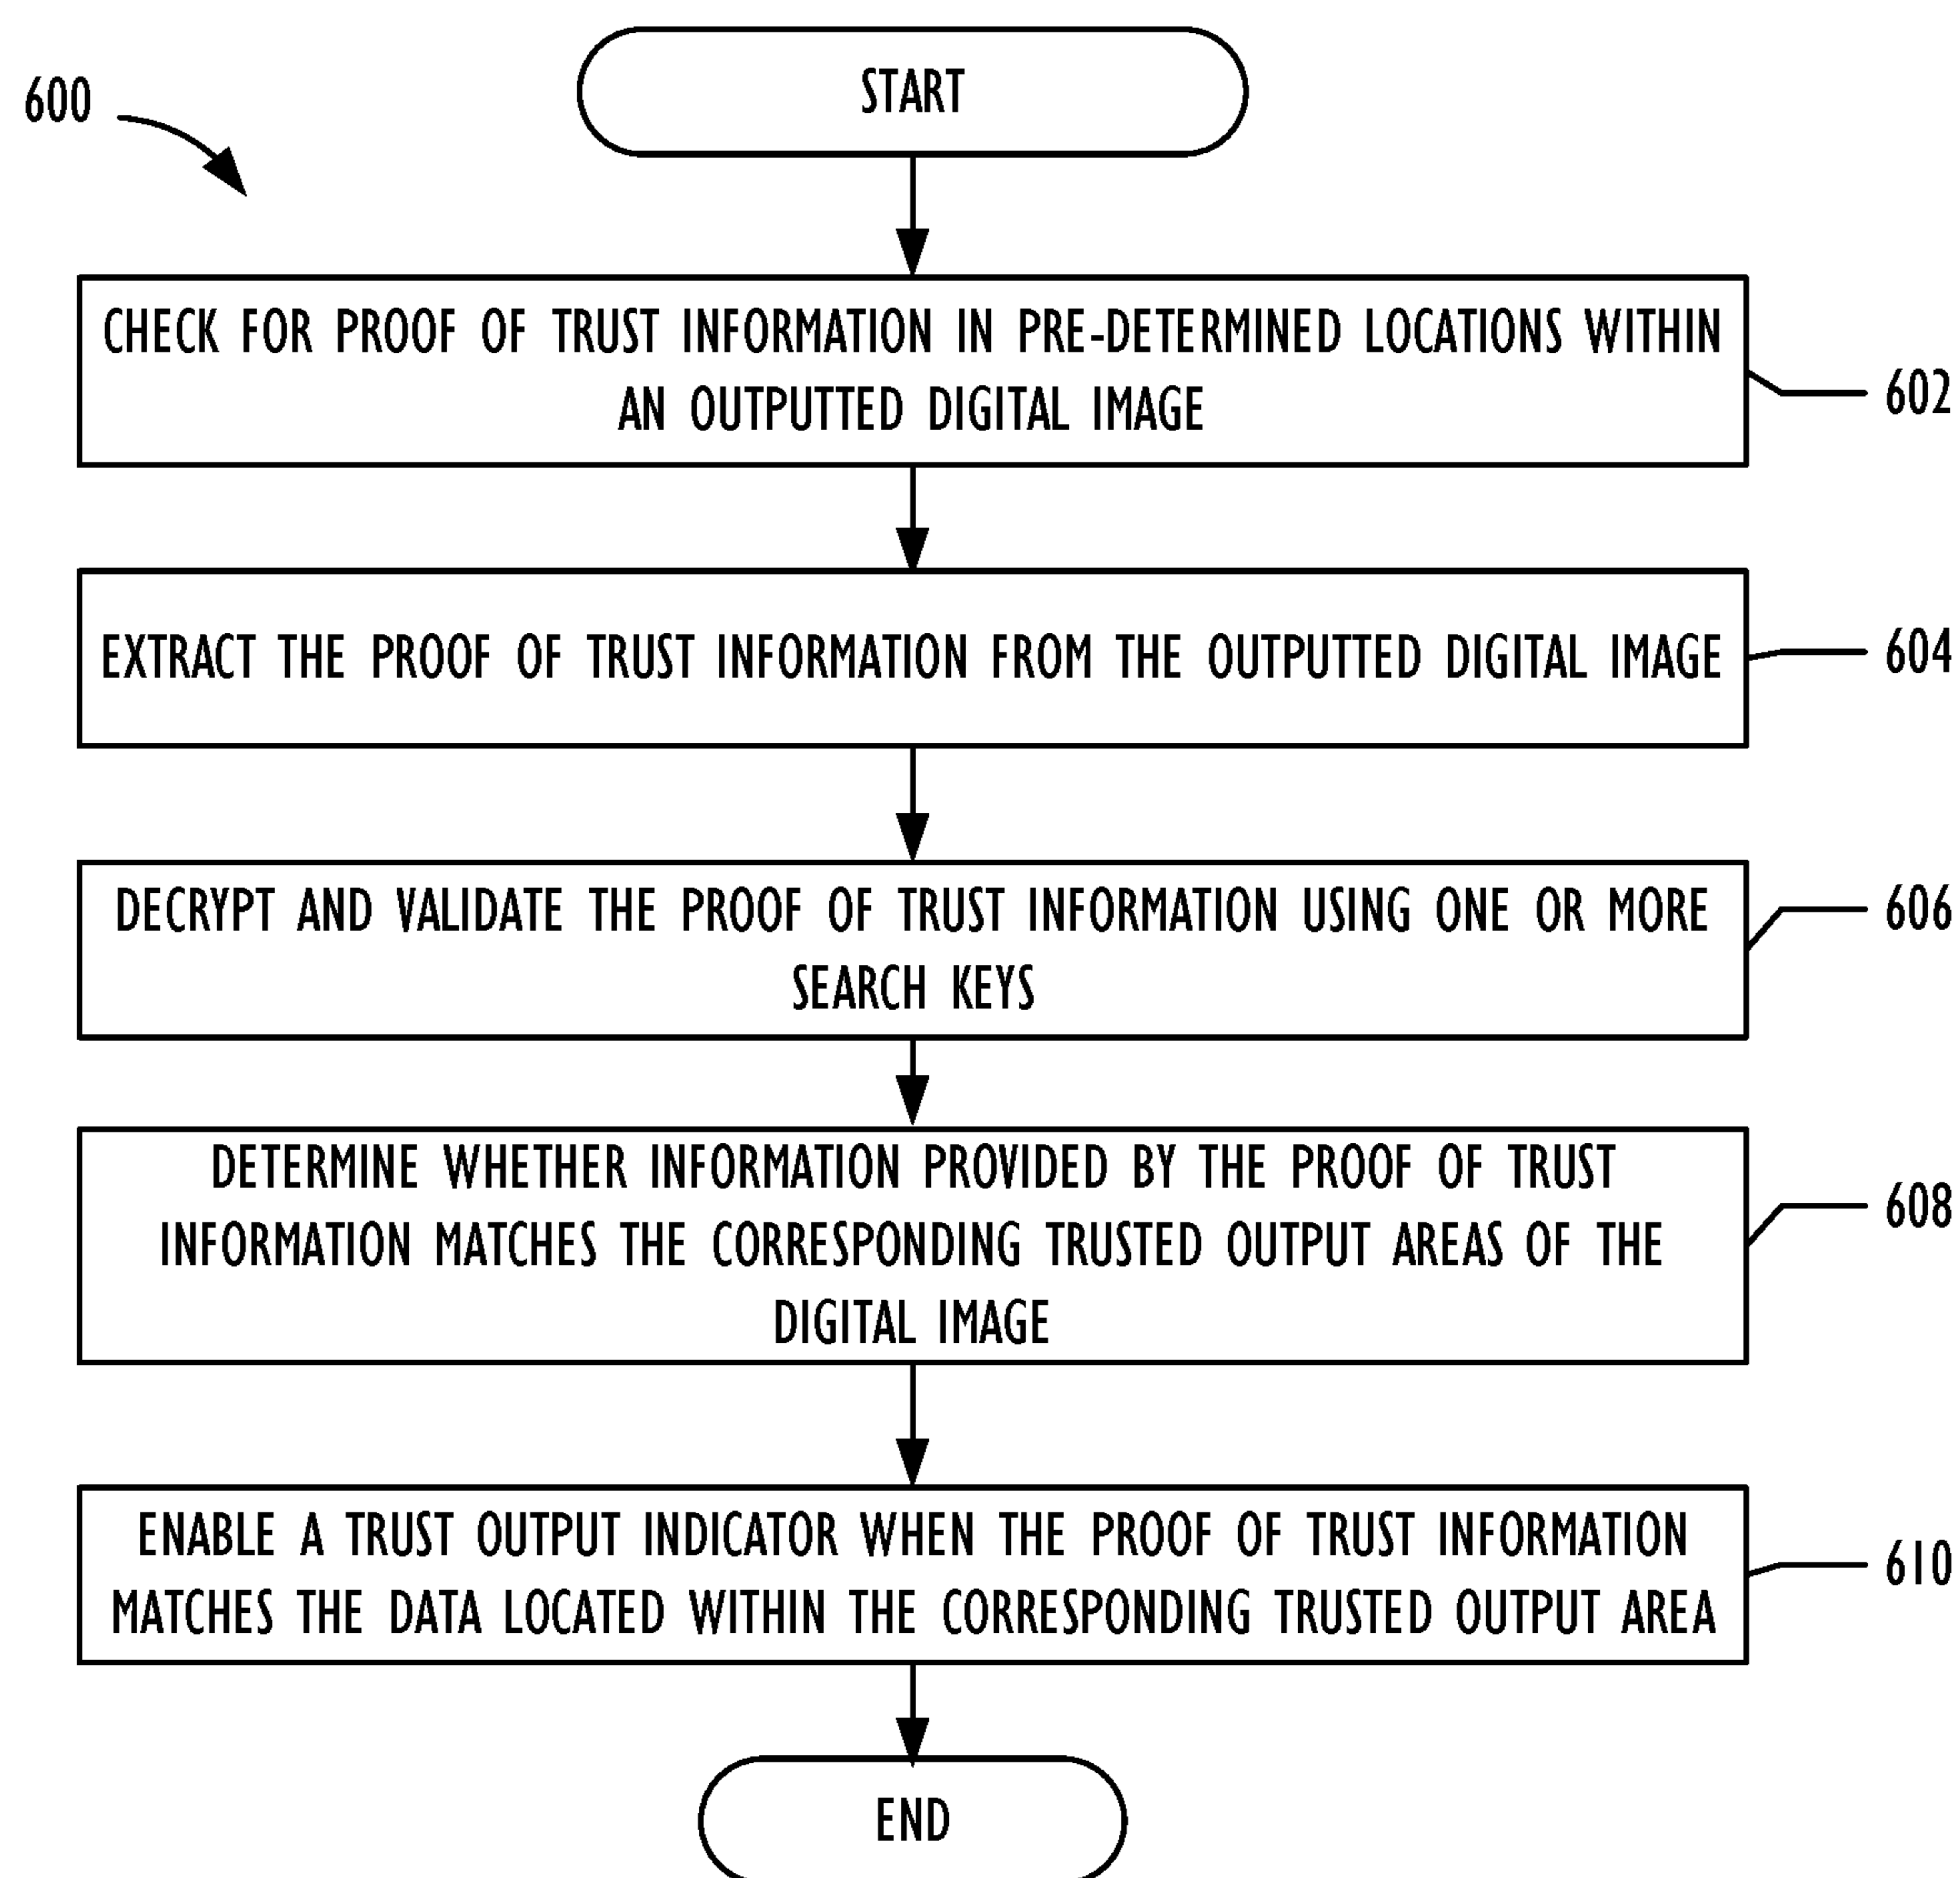 600
START
CHECK FOR PROOF OF TRUST INFORMATION IN PRE-DETERMINED LOCATIONS WITHIN
AN OUTPUTTED DIGITAL IMAGE
602
EXTRACT THE PROOF OF TRUST INFORMATION FROM THE OUTPUTTED DIGITAL IMAGE
604
DECRYPT AND VALIDATE THE PROOF OF TRUST INFORMATION USING ONE OR MORE
SEARCH KEYS
606
DETERMINE WHETHER INFORMATION PROVIDED BY THE PROOF OF TRUST
INFORMATION MATCHES THE CORRESPONDING TRUSTED OUTPUT AREAS OF THE
DIGITAL IMAGE
608
ENABLE A TRUST OUTPUT INDICATOR WHEN THE PROOF OF TRUST INFORMATION
MATCHES THE DATA LOCATED WITHIN THE CORRESPONDING TRUSTED OUTPUT AREA
610
END